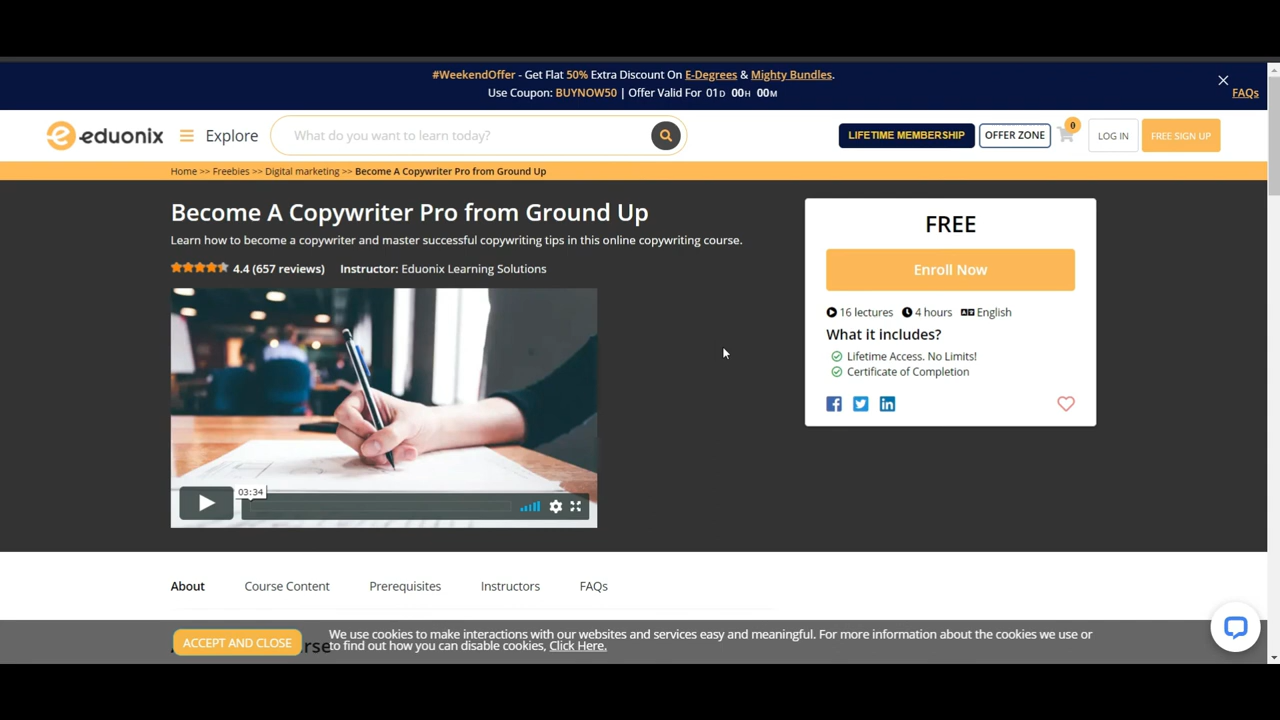 #WeekendOffer - Get Flat 50% Extra Discount On E-Degrees & Mighty Bundles.
Use Coupon: BUYNOW50 | Offer Valid For 01D 00H 00M
FAQs
eduonix
Explore
What do you want to learn today?
LIFETIME MEMBERSHIP
OFFER ZONE
0
LOG IN
FREE SIGN UP
Home >> Freebies >> Digital marketing >> Become A Copywriter Pro from Ground Up
Become A Copywriter Pro from Ground Up
Learn how to become a copywriter and master successful copywriting tips in this online copywriting course.
4.4 (657 reviews) Instructor: Eduonix Learning Solutions
03:34
FREE
Enroll Now
16 lectures 4 hours English
What it includes?
Lifetime Access. No Limits!
Certificate of Completion
About Course Content Prerequisites Instructors FAQs
ACCEPT AND CLOSE
We use cookies to make interactions with our websites and services easy and meaningful. For more information about the cookies we use or
to find out how you can disable cookies, Click Here.